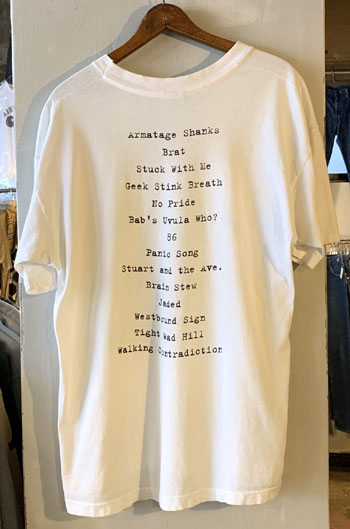 Armatage Shanks
Brat
Stuck With Me
Geek Stink Breath
No Pride
Bab's Uvula Who?
86
Panic Song
Stuart and the Ave.
Brain Stew
Jaded
Westbound Sign
Tight Wad Hill
Walking Contradiction